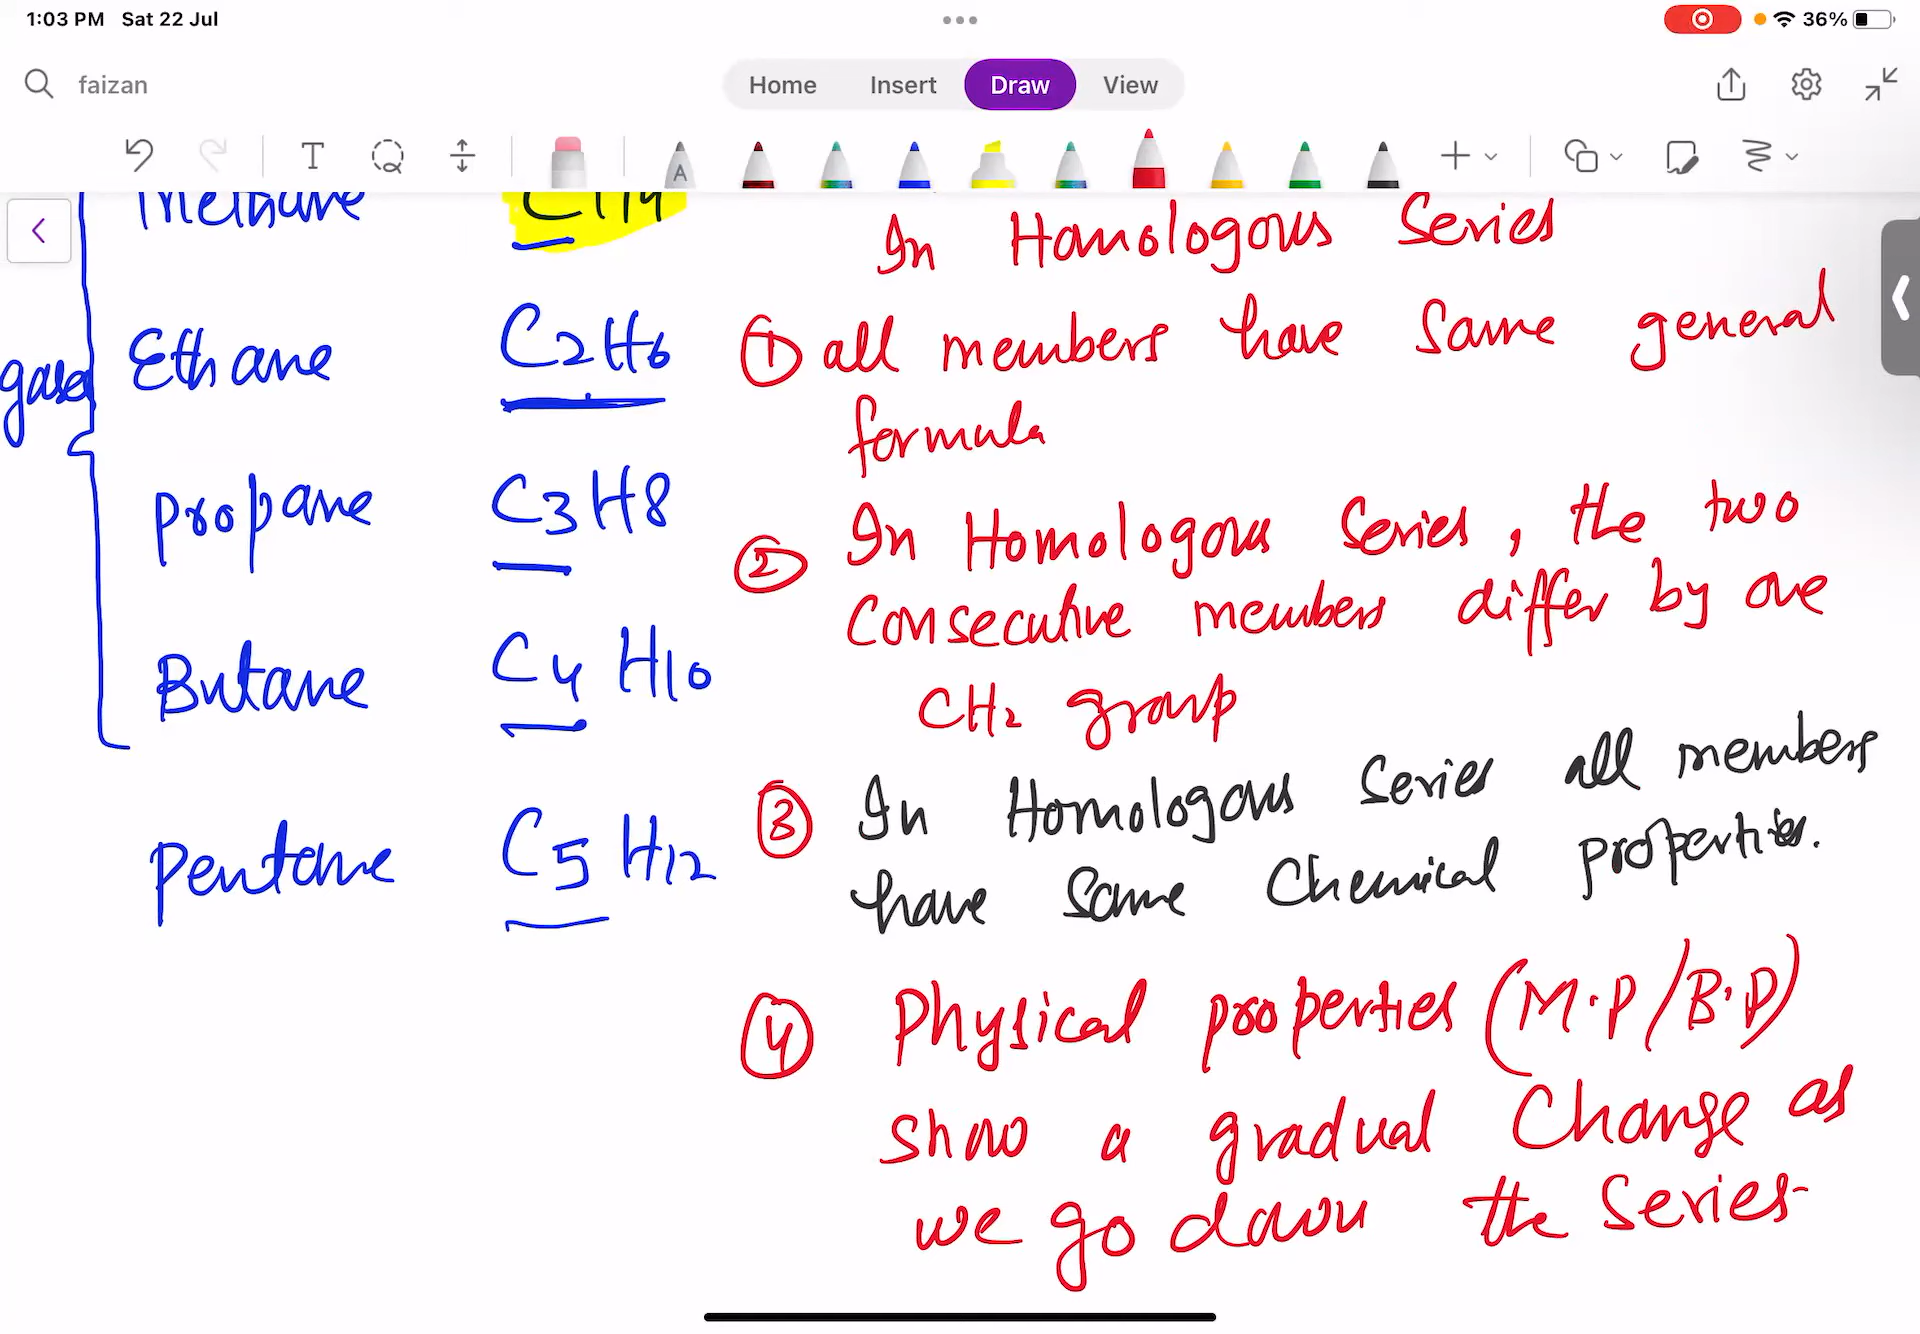 1:03 PM Sat 22 Jul
36%
faizan
Home Insert Draw View
T
A
Methane CH4
Ethane C2H6
gases
Propane C3H8
Butane C4H10
Pentane C5H12
In Homologous Series
① all members have same general
formula
② In Homologous Series, the two
Consecutive members differ by one
CH2 group
③ In Homologous Series all members
have Same Chemical properties.
④ Physical properties (M.P/B.P)
show a gradual Change as
we go down the Series.